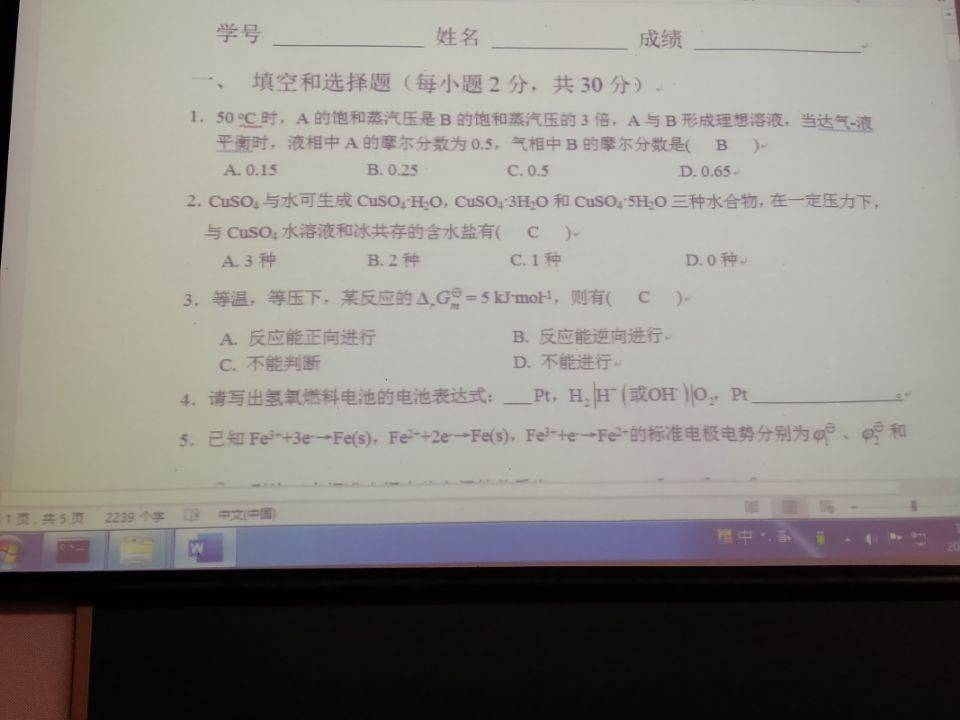 学号 ____________ 姓名 ____________ 成绩 ______________
一、 填空和选择题（每小题 2 分，共 30 分）
1. 50 °C 时，A 的饱和蒸汽压是 B 的饱和蒸汽压的 3 倍，A 与 B 形成理想溶液，当达气-液
平衡时，液相中 A 的摩尔分数为 0.5，气相中 B 的摩尔分数是( B )
A. 0.15 B. 0.25 C. 0.5 D. 0.65
2. CuSO₄ 与水可生成 CuSO₄·H₂O, CuSO₄·3H₂O 和 CuSO₄·5H₂O 三种水合物, 在一定压力下,
与 CuSO₄ 水溶液和冰共存的含水盐有( C )
A. 3 种 B. 2 种 C. 1 种 D. 0 种
3. 等温，等压下，某反应的 ΔᵣGₘ^⊖ = 5 kJ·mol⁻¹，则有( C )
A. 反应能正向进行 B. 反应能逆向进行
C. 不能判断 D. 不能进行
4. 请写出氢氧燃料电池的电池表达式：___Pt，H₂|H⁺(或OH⁻)|O₂，Pt______________。
5. 已知 Fe³⁺+3e⁻→Fe(s)，Fe²⁺+2e⁻→Fe(s)，Fe³⁺+e⁻→Fe²⁺的标准电极电势分别为 φ₁^⊖、φ₂^⊖ 和
1 页，共 5 页 2239 个字 中文(中国)
W 中
20